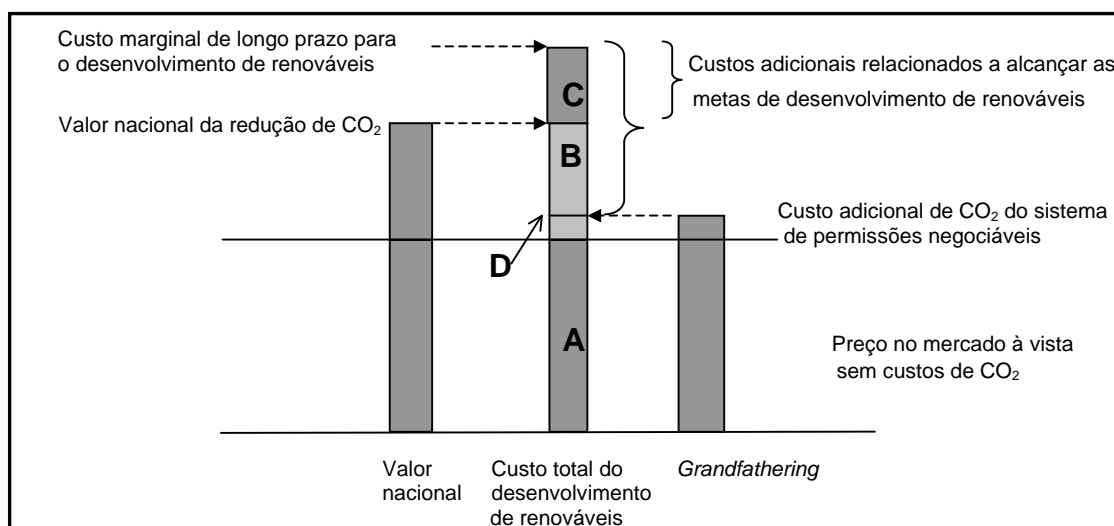 Custo marginal de longo prazo para
o desenvolvimento de renováveis
Custos adicionais relacionados a alcançar as
metas de desenvolvimento de renováveis
C
Valor nacional da redução de CO₂
B
Custo adicional de CO₂ do sistema
de permissões negociáveis
D
A
Preço no mercado à vista
sem custos de CO₂
Valor
nacional
Custo total do
desenvolvimento
de renováveis
Grandfathering